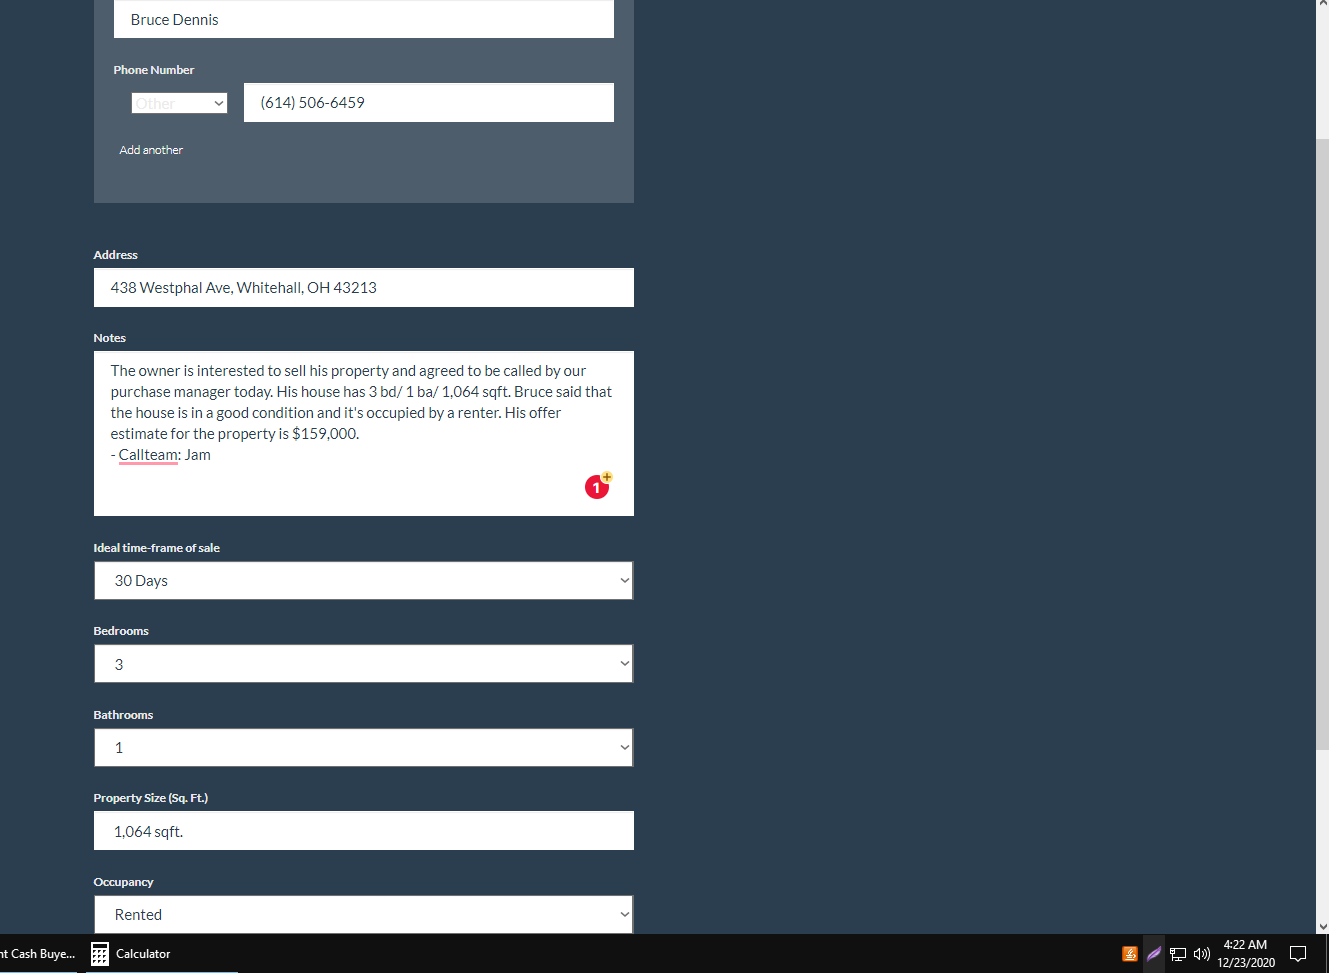 Bruce Dennis
Phone Number
Other
(614) 506-6459
Add another
Address
438 Westphal Ave, Whitehall, OH 43213
Notes
The owner is interested to sell his property and agreed to be called by our
purchase manager today. His house has 3 bd/ 1 ba/ 1,064 sqft. Bruce said that
the house is in a good condition and it's occupied by a renter. His offer
estimate for the property is $159,000.
- Callteam: Jam
1
Ideal time-frame of sale
30 Days
Bedrooms
3
Bathrooms
1
Property Size (Sq. Ft.)
1,064 sqft.
Occupancy
Rented
nt Cash Buye...
Calculator
4:22 AM
12/23/2020